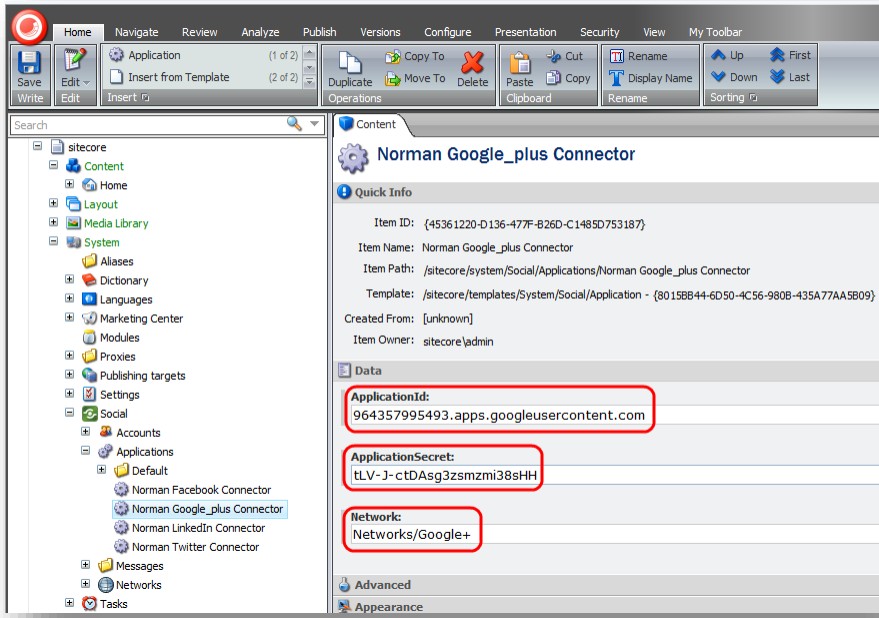 Home Navigate Review Analyze Publish Versions Configure Presentation Security View My Toolbar
Save
Write
Edit
Edit
Application (1 of 2)
Insert from Template (2 of 2)
Insert
Duplicate
Copy To
Move To
Delete
Operations
Paste
Cut
Copy
Clipboard
Rename
Display Name
Rename
Up First
Down Last
Sorting
Search
sitecore
Content
Home
Layout
Media Library
System
Aliases
Dictionary
Languages
Marketing Center
Modules
Proxies
Publishing targets
Settings
Social
Accounts
Applications
Default
Norman Facebook Connector
Norman Google_plus Connector
Norman LinkedIn Connector
Norman Twitter Connector
Messages
Networks
Tasks
Content
Norman Google_plus Connector
Quick Info
Item ID: {45361220-D136-477F-B26D-C1485D753187}
Item Name: Norman Google_plus Connector
Item Path: /sitecore/system/Social/Applications/Norman Google_plus Connector
Template: /sitecore/templates/System/Social/Application - {8015BB44-6D50-4C56-980B-435A77AA5B09}
Created From: [unknown]
Item Owner: sitecore\admin
Data
ApplicationId:
964357995493.apps.googleusercontent.com
ApplicationSecret:
tLV-J-ctDAsg3zsmzmi38sHH
Network:
Networks/Google+
Advanced
Appearance